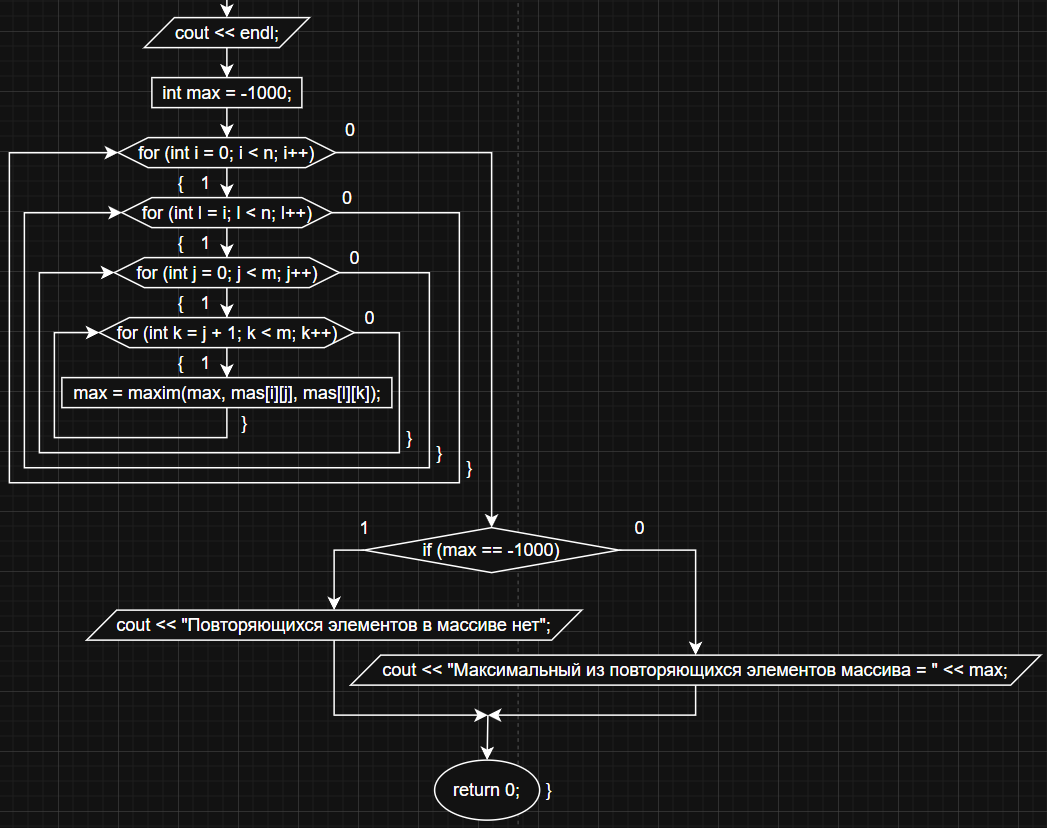 cout << endl;
int max = -1000;
0
for (int i = 0; i < n; i++)
{ 1
0
for (int l = i; l < n; l++)
{ 1
0
for (int j = 0; j < m; j++)
{ 1
0
for (int k = j + 1; k < m; k++)
{ 1
max = maxim(max, mas[i][j], mas[l][k]);
}
}
}
}
1
0
if (max == -1000)
cout << "Повторяющихся элементов в массиве нет";
cout << "Максимальный из повторяющихся элементов массива = " << max;
return 0;
}